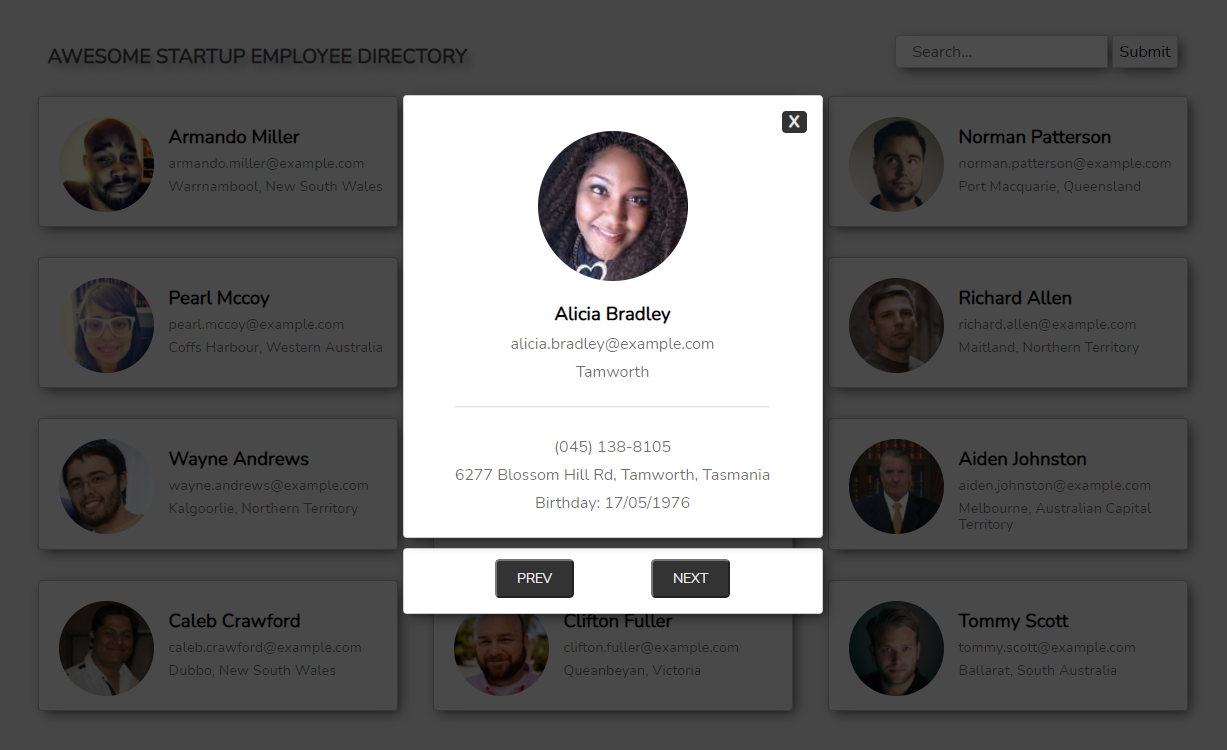 AWESOME STARTUP EMPLOYEE DIRECTORY
Search...
Submit
Armando Miller
armando.miller@example.com
Warrnambool, New South Wales
Norman Patterson
norman.patterson@example.com
Port Macquarie, Queensland
Pearl Mccoy
pearl.mccoy@example.com
Coffs Harbour, Western Australia
Richard Allen
richard.allen@example.com
Maitland, Northern Territory
Wayne Andrews
wayne.andrews@example.com
Kalgoorlie, Northern Territory
Aiden Johnston
aiden.johnston@example.com
Melbourne, Australian Capital
Territory
Caleb Crawford
caleb.crawford@example.com
Dubbo, New South Wales
Clifton Fuller
clifton.fuller@example.com
Queanbeyan, Victoria
Tommy Scott
tommy.scott@example.com
Ballarat, South Australia
X
Alicia Bradley
alicia.bradley@example.com
Tamworth
(045) 138-8105
6277 Blossom Hill Rd, Tamworth, Tasmania
Birthday: 17/05/1976
PREV
NEXT